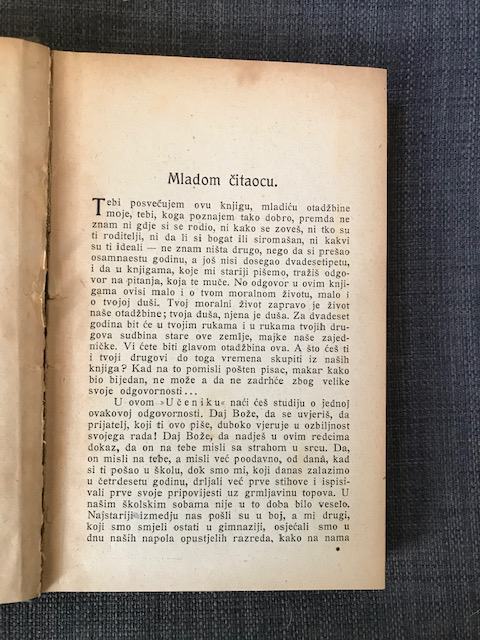 Mladom čitaocu.
Tebi posvećujem ovu knjigu, mladiću otadžbine
moje, tebi, koga poznajem tako dobro, premda ne
znam ni gdje si se rodio, ni kako se zoveš, ni tko su
ti roditelji, ni da li si bogat ili siromašan, ni kakvi
su ti ideali — ne znam ništa drugo, nego da si prešao
osamnaestu godinu, a još nisi dosegao dvadesetipetu,
i da u knjigama, koje mi stariji pišemo, tražiš odgo-
vor na pitanja, koja te muče. No odgovor u ovim knji-
gama ovisi malo i o tvom moralnom životu, malo i
o tvojoj duši. Tvoj moralni život zapravo je život
naše otadžbine; tvoja duša, njena je duša. Za dvadeset
godina bit će u tvojim rukama i u rukama tvojih dru-
gova sudbina stare ove zemlje, majke naše zajed-
ničke. Vi ćete biti glavom otadžbina ova. A što ćeš ti
i tvoji drugovi do toga vremena skupiti iz naših
knjiga? Kad na to pomisli pošten pisac, makar kako
bio bijedan, ne može a da ne zadrhće zbog velike
svoje odgovornosti...
U ovom »Učeniku« naći ćeš studiju o jednoj
ovakovoj odgovornosti. Daj Bože, da se uvjeriš, da
prijatelj, koji ti ovo piše, duboko vjeruje u ozbiljnost
svojega rada! Daj Bože, da nadješ u ovim redcima
dokaz, da on na tebe misli sa strahom u srcu. Da,
on misli na tebe, a misli već poodavno, od danâ, kad
si ti pošao u školu, dok smo mi, koji danas zalazimo
u četrdesetu godinu, drljali već prve stihove i ispisi-
vali prve svoje pripovijesti uz grmljavinu topova. U
našim školskim sobama nije u to doba bilo veselo.
Najstariji izmedju nas pošli su u boj, a mi drugi,
koji smo smjeli ostati u gimnaziji, osjećali smo u
dnu naših napola opustjelih razreda, kako na nama
*